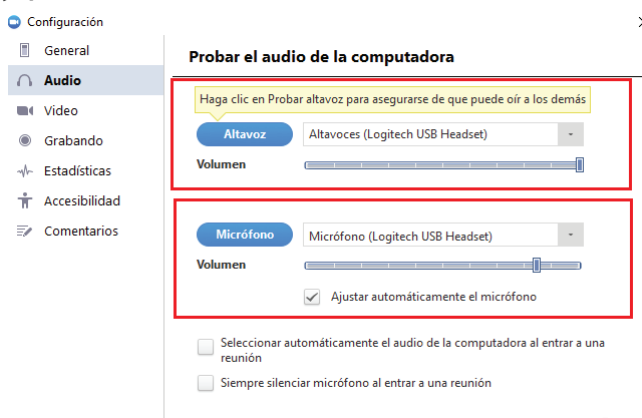 Configuración
General
Audio
Video
Grabando
Estadísticas
Accesibilidad
Comentarios
Probar el audio de la computadora
Haga clic en Probar altavoz para asegurarse de que puede oír a los demás
Altavoz
Altavoces (Logitech USB Headset)
Volumen
Micrófono
Micrófono (Logitech USB Headset)
Volumen
Ajustar automáticamente el micrófono
Seleccionar automáticamente el audio de la computadora al entrar a una
reunión
Siempre silenciar micrófono al entrar a una reunión